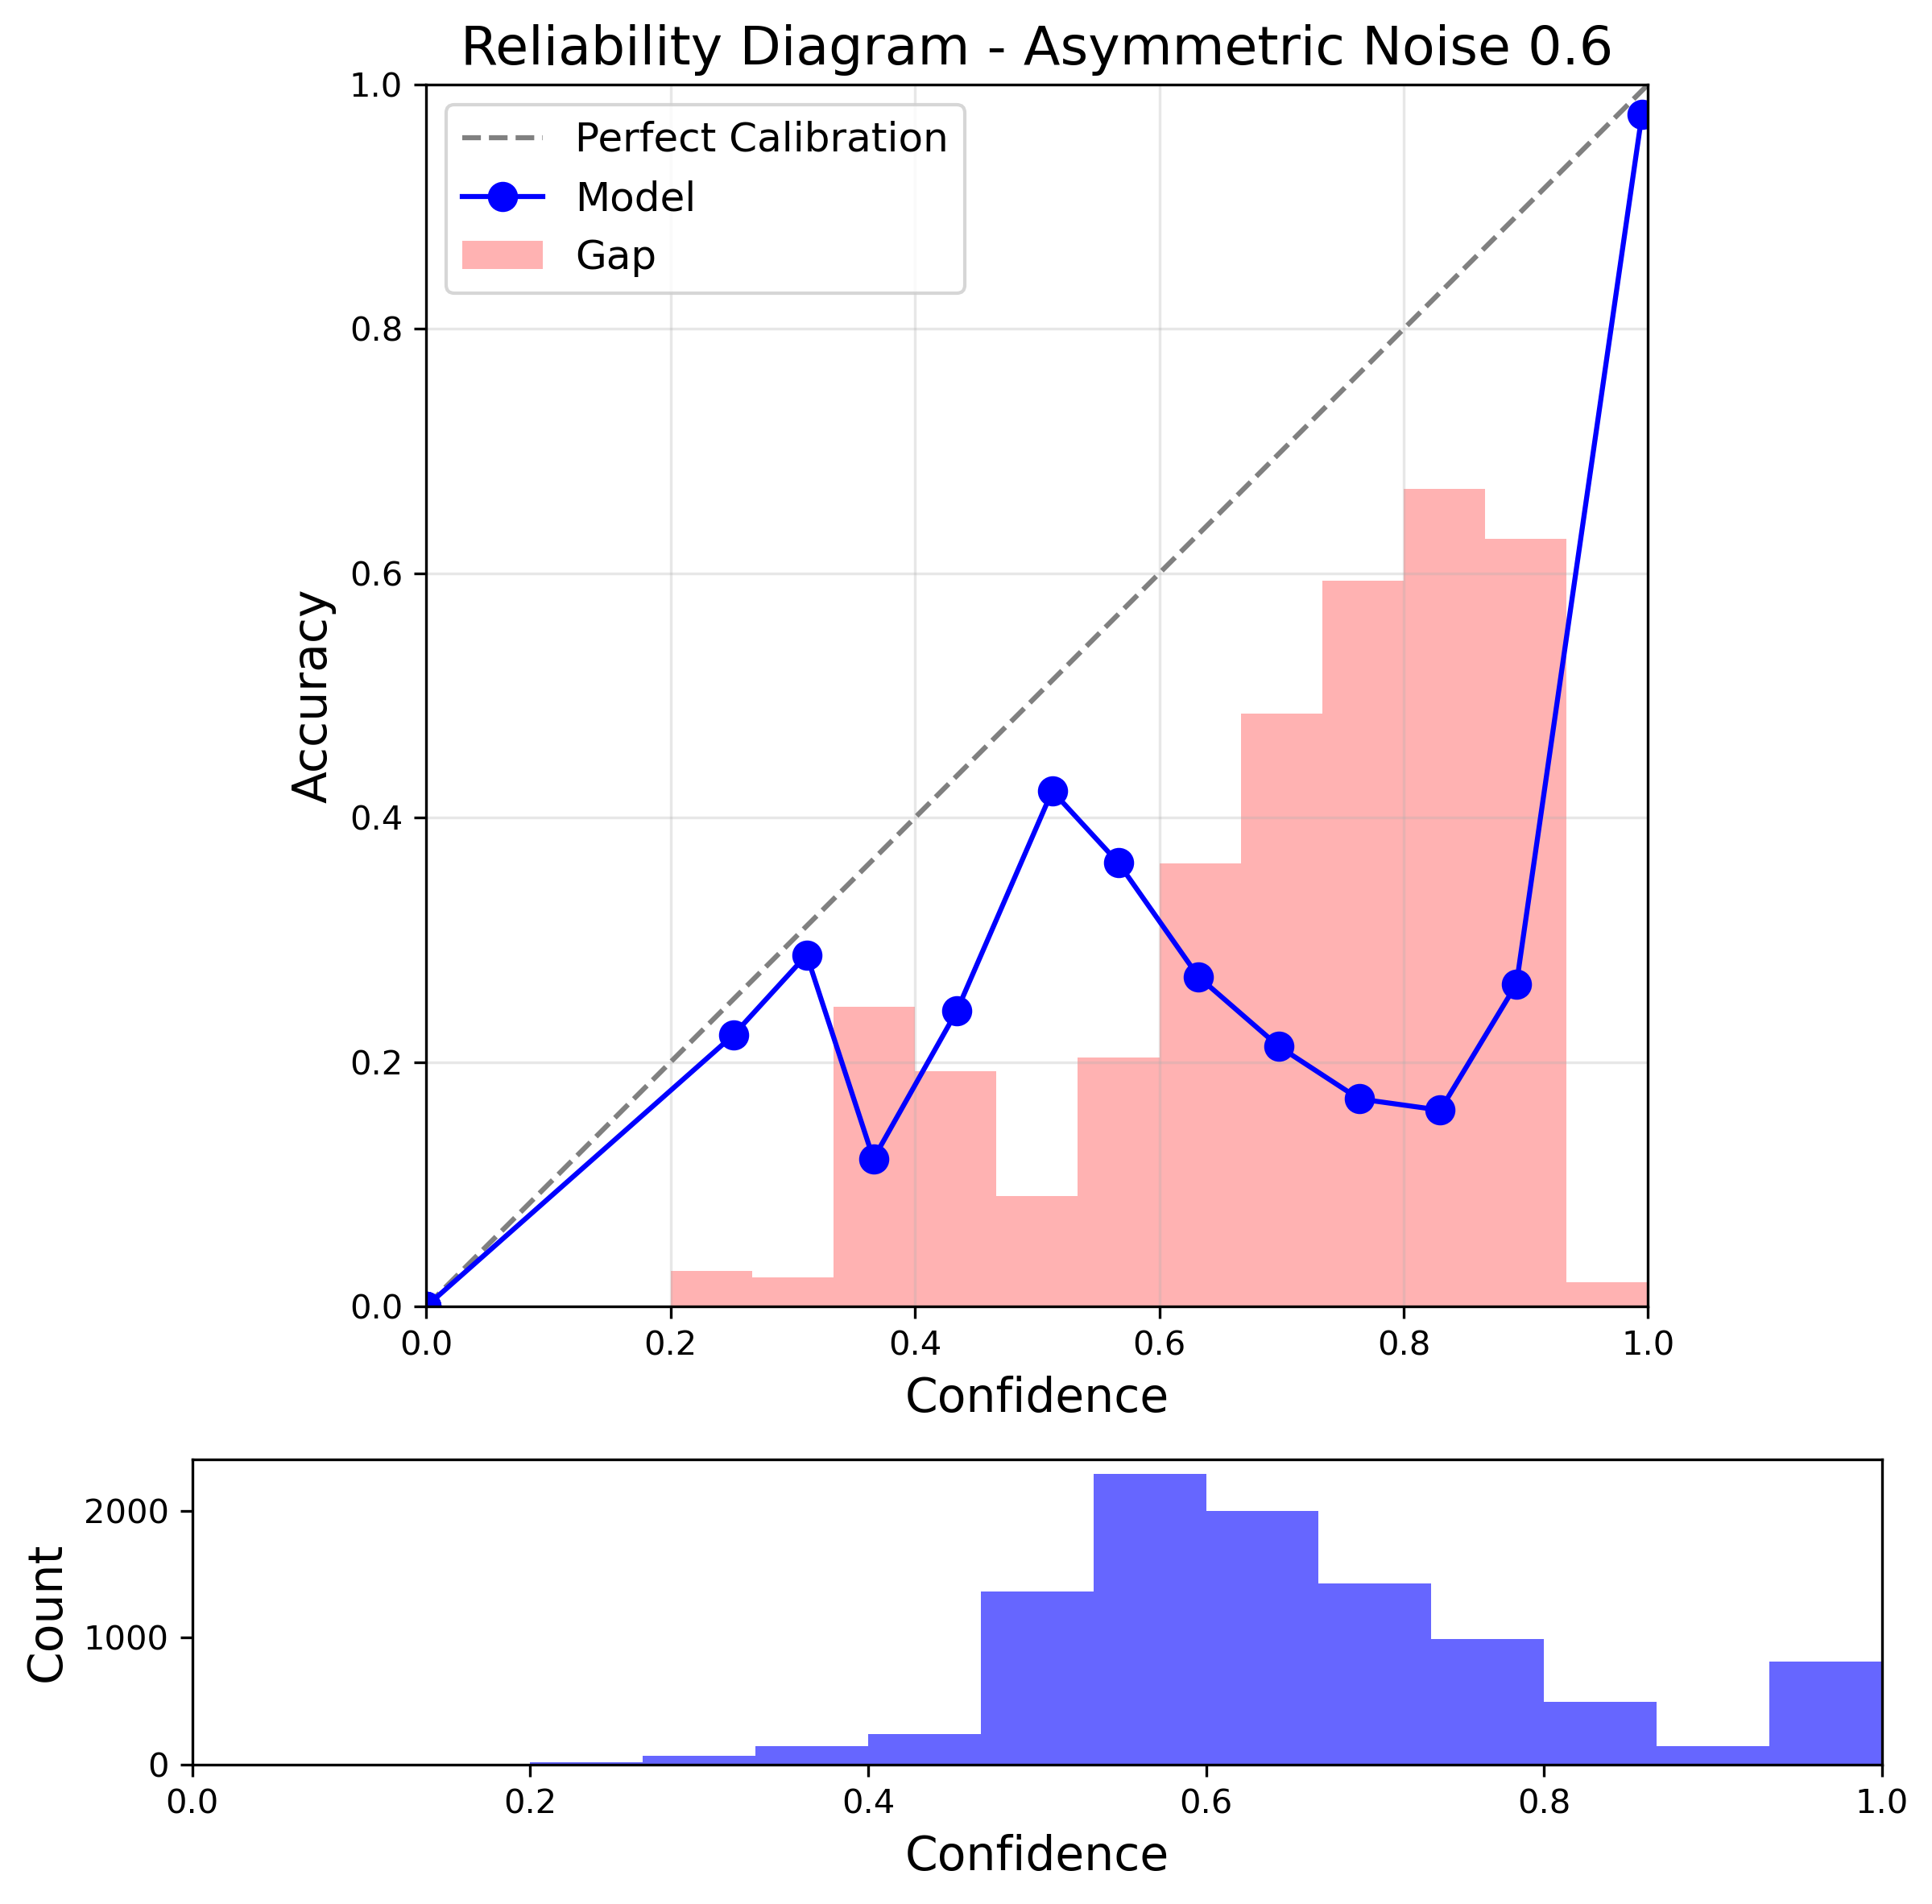 Reliability Diagram - Asymmetric Noise 0.6
Perfect Calibration
Model
Gap
Accuracy
1.0
0.8
0.6
0.4
0.2
0.0
0.0 0.2 0.4 0.6 0.8 1.0
Confidence
Count
2000
1000
0
0.0 0.2 0.4 0.6 0.8 1.0
Confidence